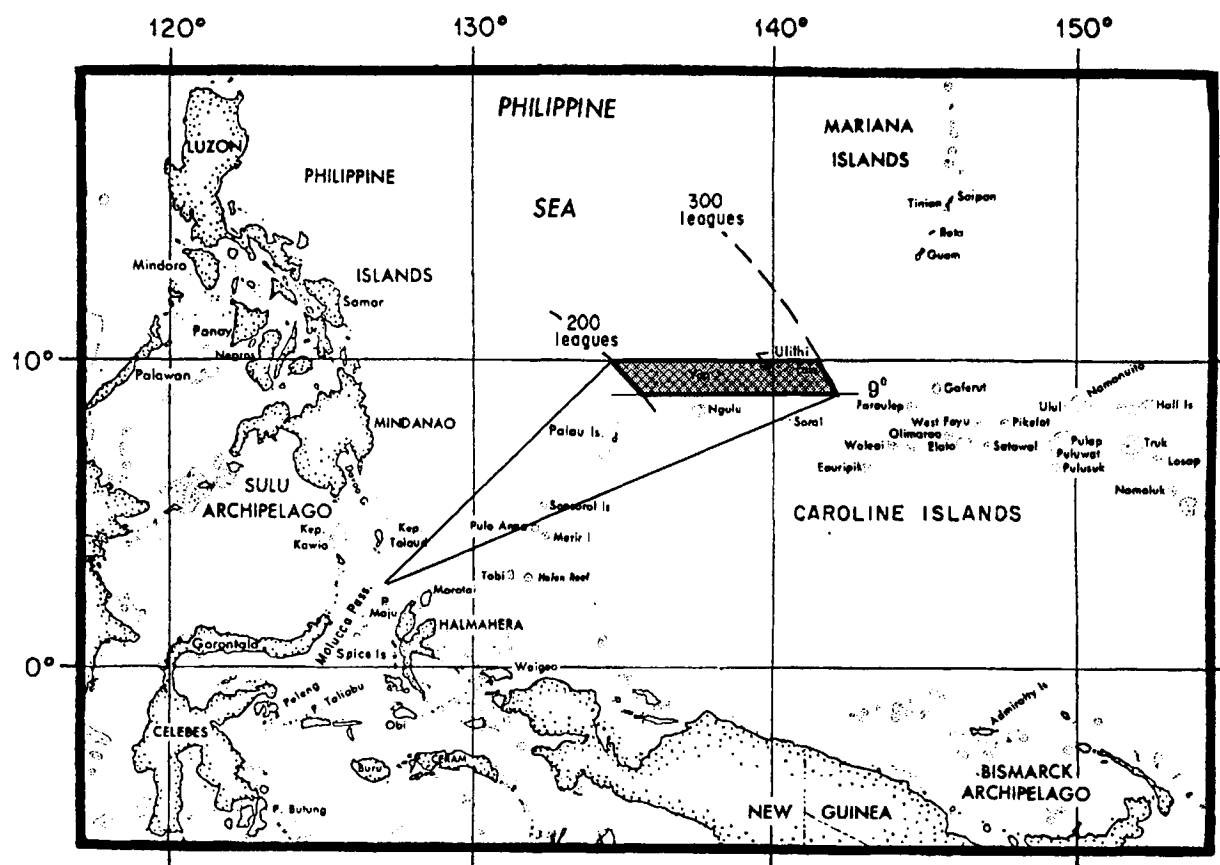 120°
130°
140°
150°
PHILIPPINE
SEA
MARIANA
ISLANDS
LUZON
PHILIPPINE
ISLANDS
300
leagues
Tinian
Saipan
Rota
Guam
Mindoro
Samar
Panay
Negros
200
leagues
10°
Palawan
Ulithi
9°
Gaferut
Namonuito
Ngulu
Faraulep
Ulul
Hall Is
MINDANAO
Palau Is.
Sorol
West Fayu
Pikelot
Olimarao
Woleai
Elato
Satawal
Pulap
Truk
Puluwat
Pulusuk
Losap
Eauripik
Namoluk
SULU
ARCHIPELAGO
Kep
Kawio
Kep
Talaud
Sonsorol Is
Pulo Anna
Merir I
CAROLINE ISLANDS
Tobi
Helen Reef
Morotai
P.
Maju
Molucca Pass.
HALMAHERA
Gorontalo
Spice Is
0°
Waigeo
Peleng
P. Taliabu
Obi
CELEBES
Buru
CERAM
Admiralty Is
BISMARCK
ARCHIPELAGO
P. Butung
NEW GUINEA